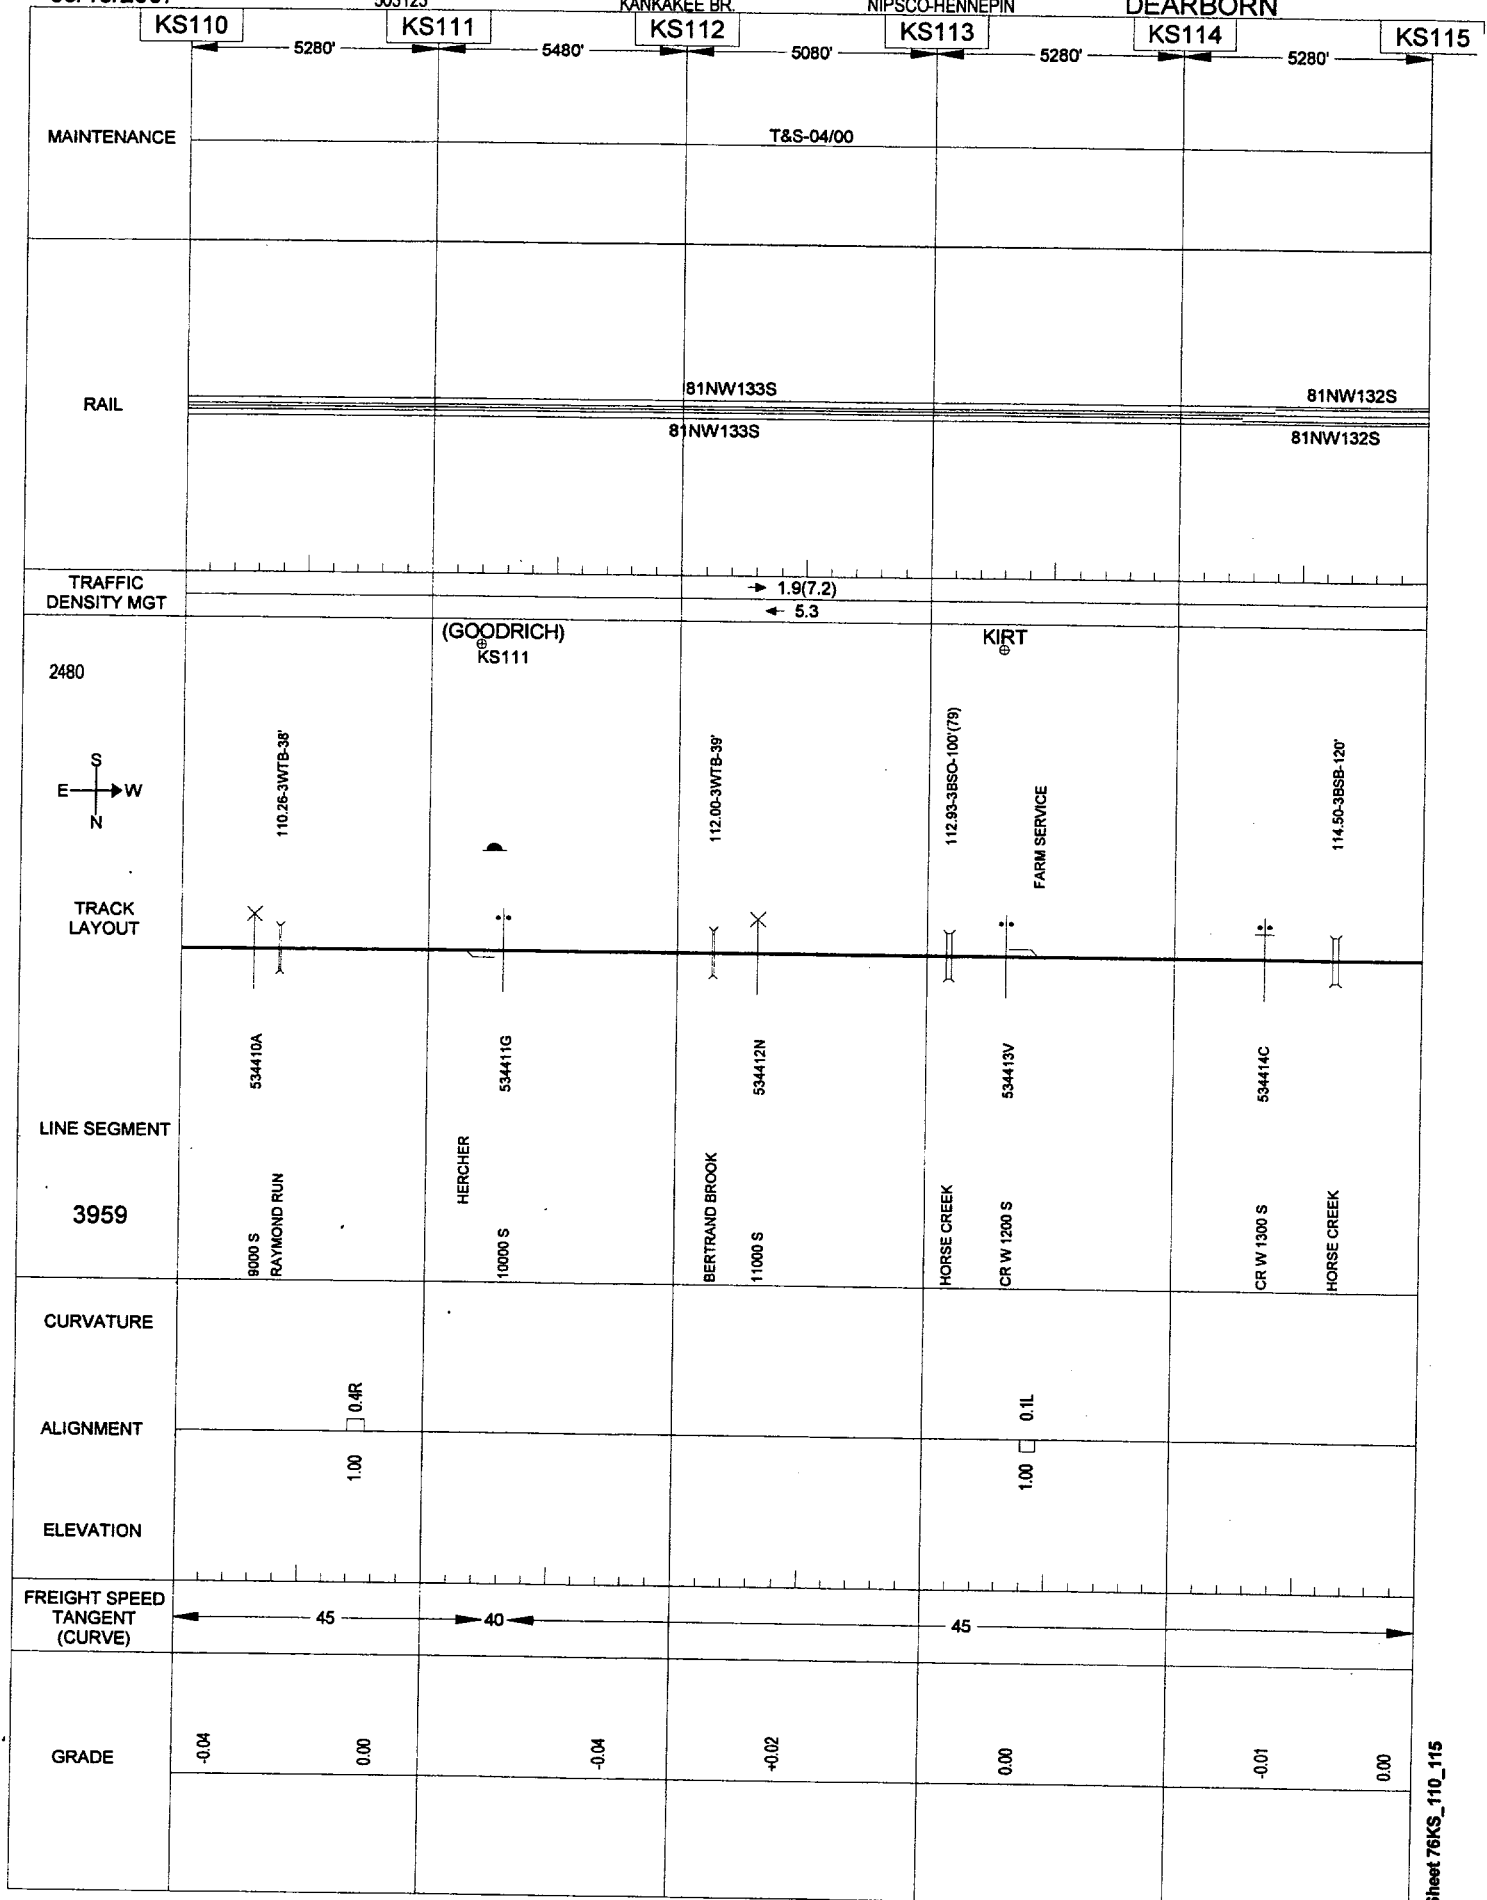 503125
KANKAKEE BR.
NIPSCO-HENNEPIN
DEARBORN
KS110
KS111
KS112
KS113
KS114
KS115
5280'
5480'
5080'
5280'
5280'
MAINTENANCE
T&S-04/00
RAIL
81NW133S
81NW132S
81NW133S
81NW132S
TRAFFIC
DENSITY MGT
1.9(7.2)
5.3
(GOODRICH)
KS111
KIRT
2480
S
E W
N
110.26-3WTB-38'
112.00-3WTB-39'
112.93-3BSO-100'(79)
FARM SERVICE
114.50-3BSB-120'
TRACK
LAYOUT
534410A
534411G
534412N
534413V
534414C
LINE SEGMENT
3959
9000 S
RAYMOND RUN
HERCHER
10000 S
BERTRAND BROOK
11000 S
HORSE CREEK
CR W 1200 S
CR W 1300 S
HORSE CREEK
CURVATURE
ALIGNMENT
0.4R
1.00
0.1L
1.00
ELEVATION
FREIGHT SPEED
TANGENT
(CURVE)
45
40
45
GRADE
-0.04
0.00
-0.04
+0.02
0.00
-0.01
0.00
Sheet 76KS_110_115